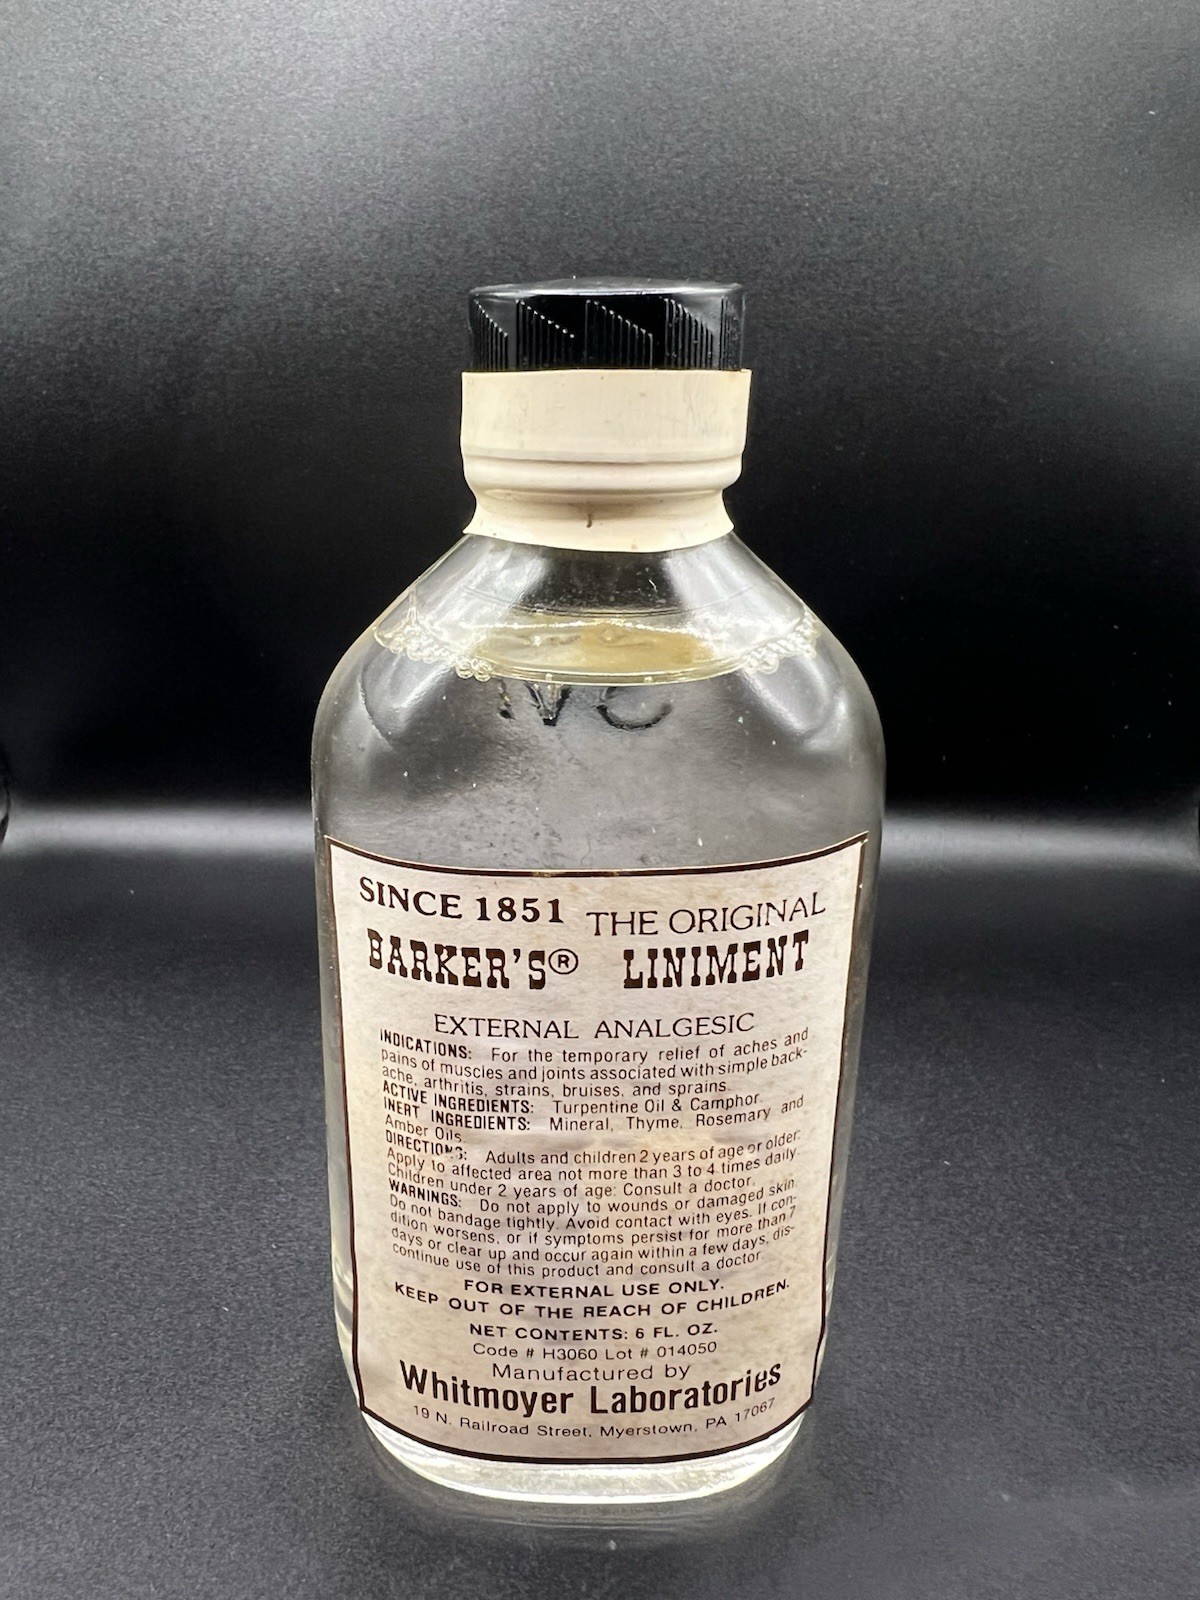 NC
SINCE 1851 THE ORIGINAL
BARKER'S® LINIMENT
EXTERNAL ANALGESIC
INDICATIONS: For the temporary relief of aches and
pains of muscles and joints associated with simple back-
ache, arthritis, strains, bruises, and sprains.
ACTIVE INGREDIENTS: Turpentine Oil & Camphor.
INERT INGREDIENTS: Mineral, Thyme, Rosemary and
Amber Oils.
DIRECTIONS: Adults and children 2 years of age or older:
Apply to affected area not more than 3 to 4 times daily.
Children under 2 years of age: Consult a doctor.
WARNINGS: Do not apply to wounds or damaged skin.
Do not bandage tightly. Avoid contact with eyes. If con-
dition worsens, or if symptoms persist for more than 7
days or clear up and occur again within a few days, dis-
continue use of this product and consult a doctor.
FOR EXTERNAL USE ONLY.
KEEP OUT OF THE REACH OF CHILDREN.
NET CONTENTS: 6 FL. OZ.
Code # H3060 Lot # 014050
Manufactured by
Whitmoyer Laboratories
19 N. Railroad Street, Myerstown, PA 17067